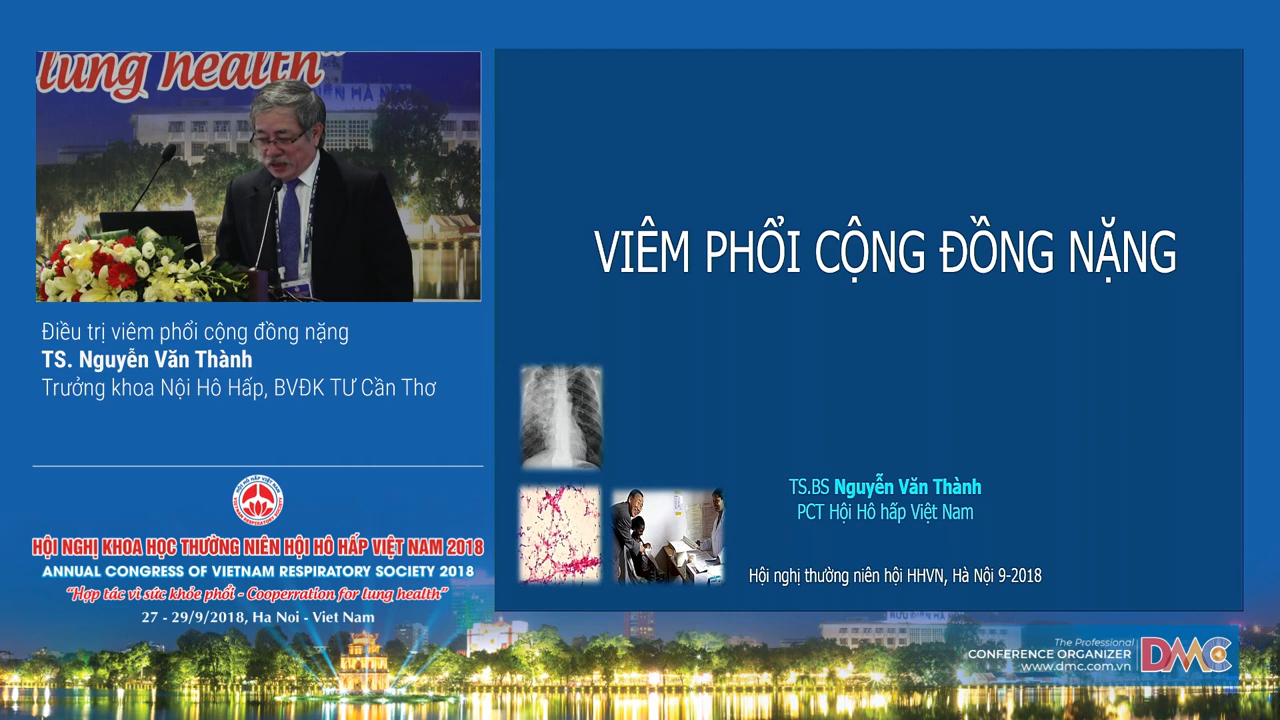 lung health"
Điều trị viêm phổi cộng đồng nặng
TS. Nguyễn Văn Thành
Trưởng khoa Nội Hô Hấp, BVĐK TƯ Cần Thơ
HỘI NGHỊ KHOA HỌC THƯỜNG NIÊN HỘI HÔ HẤP VIỆT NAM 2018
ANNUAL CONGRESS OF VIETNAM RESPIRATORY SOCIETY 2018
"Hợp tác vì sức khỏe phổi - Cooperration for lung health"
27 - 29/9/2018, Ha Noi - Viet Nam
VIÊM PHỔI CỘNG ĐỒNG NẶNG
TS.BS Nguyễn Văn Thành
PCT Hội Hô hấp Việt Nam
Hội nghị thường niên hội HHVN, Hà Nội 9-2018
The Professional
CONFERENCE ORGANIZER
www.dmc.com.vn
DMC